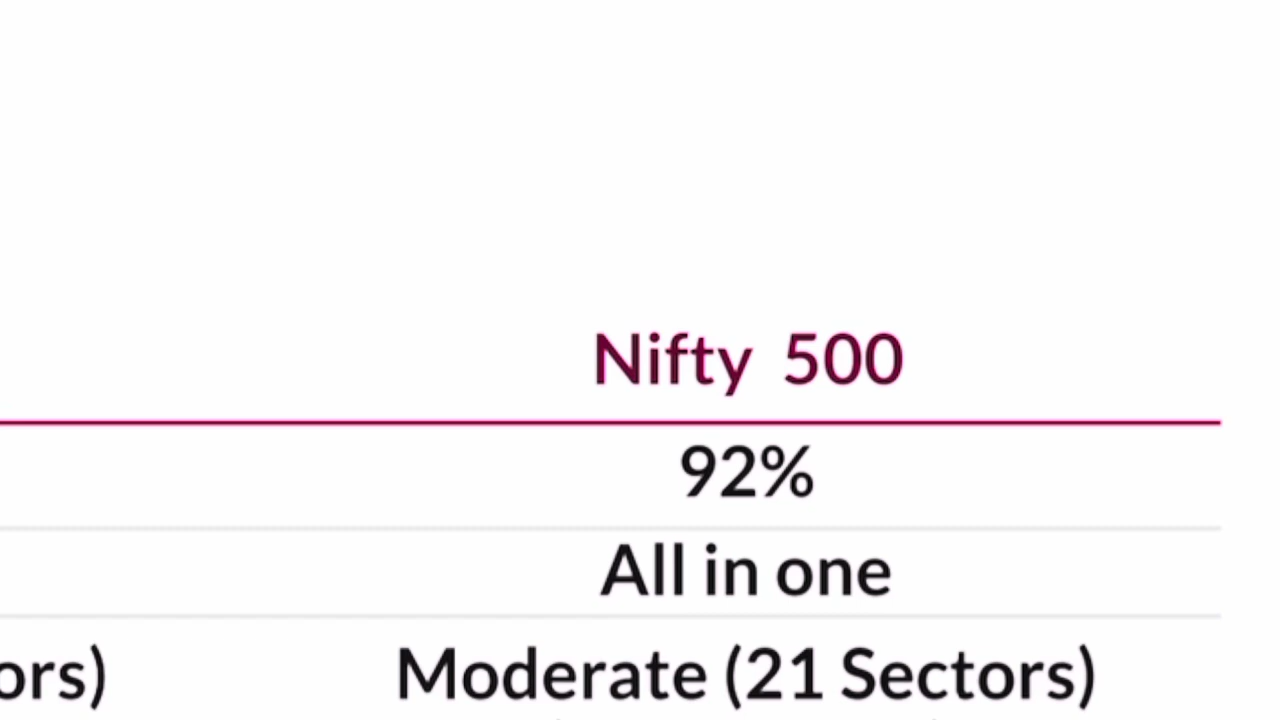 Nifty 500
92%
All in one
ors) Moderate (21 Sectors)